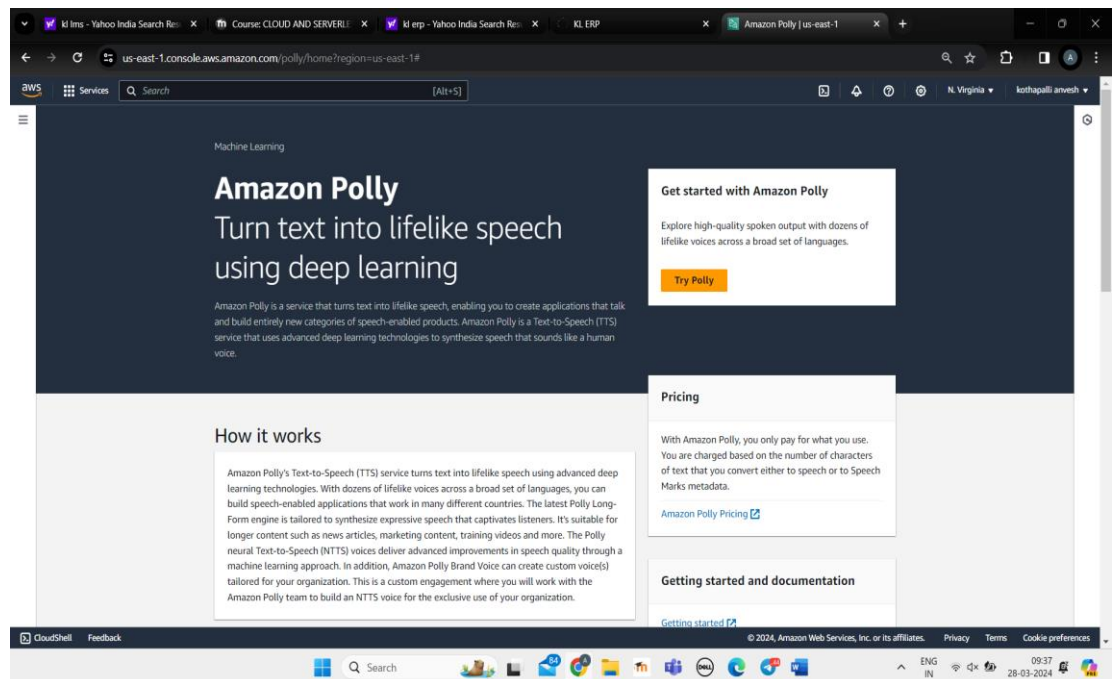 kl lms - Yahoo India Search Res
Course: CLOUD AND SERVERLE
kl erp - Yahoo India Search Res
KL ERP
Amazon Polly | us-east-1
us-east-1.console.aws.amazon.com/polly/home?region=us-east-1#
A
aws
Services
Search
[Alt+S]
N. Virginia
kothapalli anvesh
Machine Learning
Amazon Polly
Turn text into lifelike speech
using deep learning
Amazon Polly is a service that turns text into lifelike speech, enabling you to create applications that talk
and build entirely new categories of speech-enabled products. Amazon Polly is a Text-to-Speech (TTS)
service that uses advanced deep learning technologies to synthesize speech that sounds like a human
voice.
Get started with Amazon Polly
Explore high-quality spoken output with dozens of
lifelike voices across a broad set of languages.
Try Polly
Pricing
With Amazon Polly, you only pay for what you use.
You are charged based on the number of characters
of text that you convert either to speech or to Speech
Marks metadata.
Amazon Polly Pricing
How it works
Amazon Polly's Text-to-Speech (TTS) service turns text into lifelike speech using advanced deep
learning technologies. With dozens of lifelike voices across a broad set of languages, you can
build speech-enabled applications that work in many different countries. The latest Polly Long-
Form engine is tailored to synthesize expressive speech that captivates listeners. It's suitable for
longer content such as news articles, marketing content, training videos and more. The Polly
neural Text-to-Speech (NTTS) voices deliver advanced improvements in speech quality through a
machine learning approach. In addition, Amazon Polly Brand Voice can create custom voice(s)
tailored for your organization. This is a custom engagement where you will work with the
Amazon Polly team to build an NTTS voice for the exclusive use of your organization.
Getting started and documentation
Getting started
CloudShell
Feedback
© 2024, Amazon Web Services, Inc. or its affiliates.
Privacy
Terms
Cookie preferences
Search
84
DELL
ENG
IN
09:37
28-03-2024